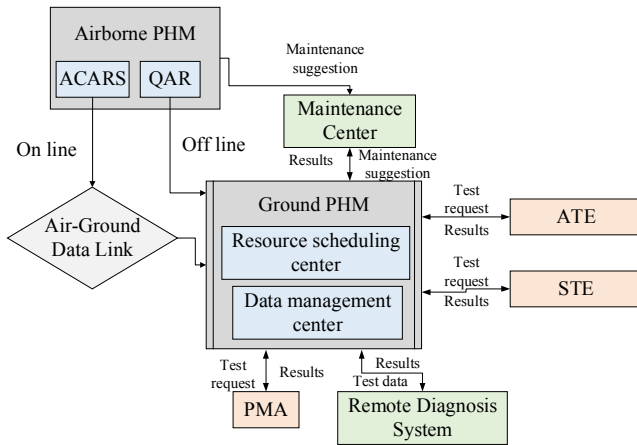 Airborne PHM
ACARS
QAR
Maintenance
suggestion
Maintenance
Center
On line
Off line
Results
Maintenance
suggestion
Air-Ground
Data Link
Ground PHM
Resource scheduling
center
Data management
center
Test
request
Results
ATE
Test
request
Results
STE
Test
request
Results
PMA
Results
Test data
Remote Diagnosis
System